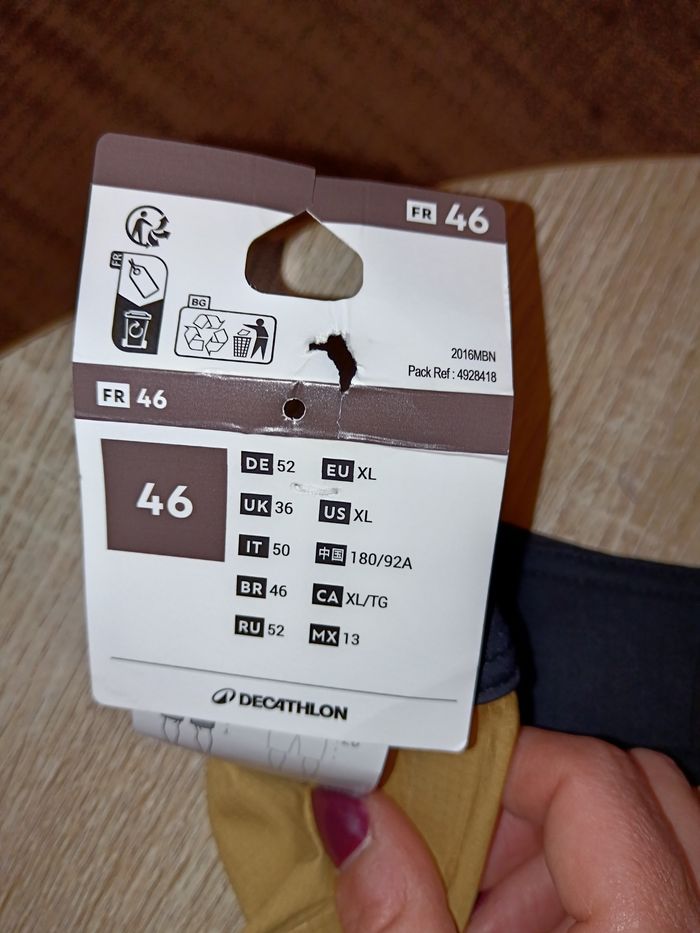 FR 46
FR
BG
2016MBN
Pack Ref : 4928418
FR 46
46
DE 52 EU XL
UK 36 US XL
IT 50 中国 180/92A
BR 46 CA XL/TG
RU 52 MX 13
DECATHLON